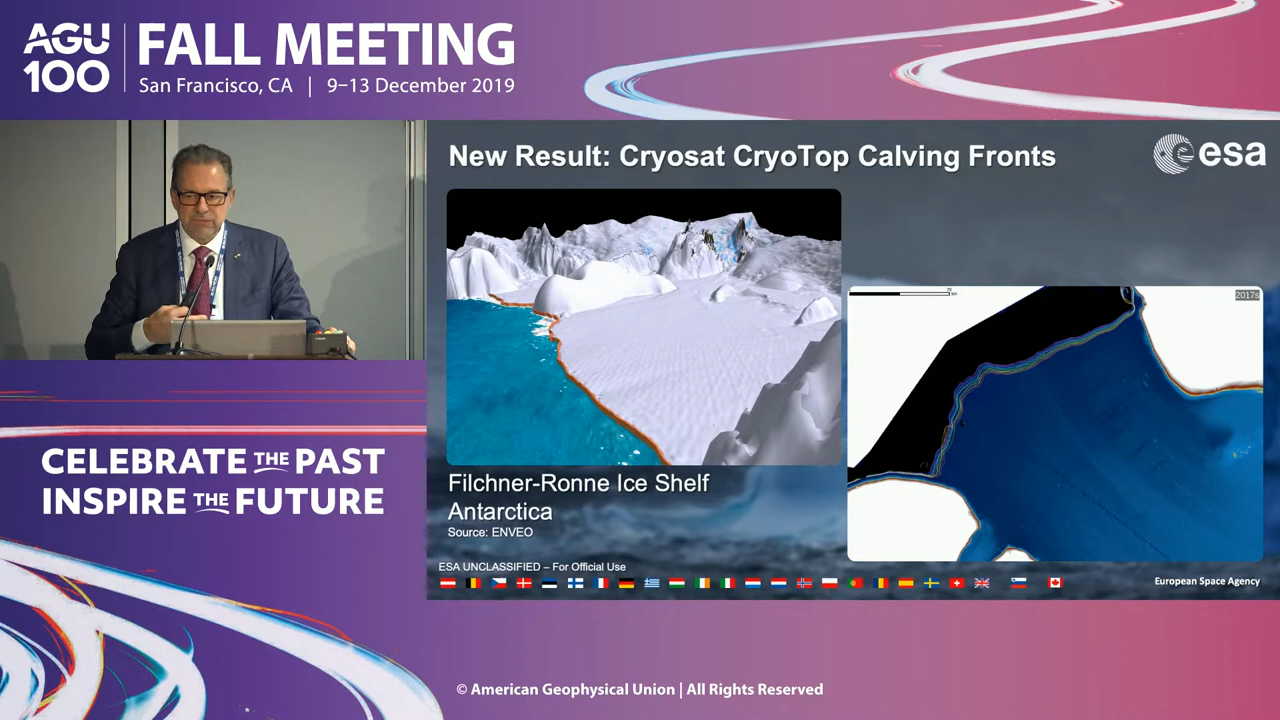 AGU
100
FALL MEETING
San Francisco, CA | 9–13 December 2019
New Result: Cryosat CryoTop Calving Fronts
esa
2017s
Filchner-Ronne Ice Shelf
Antarctica
Source: ENVEO
ESA UNCLASSIFIED – For Official Use
European Space Agency
CELEBRATE THE PAST
INSPIRE THE FUTURE
© American Geophysical Union | All Rights Reserved